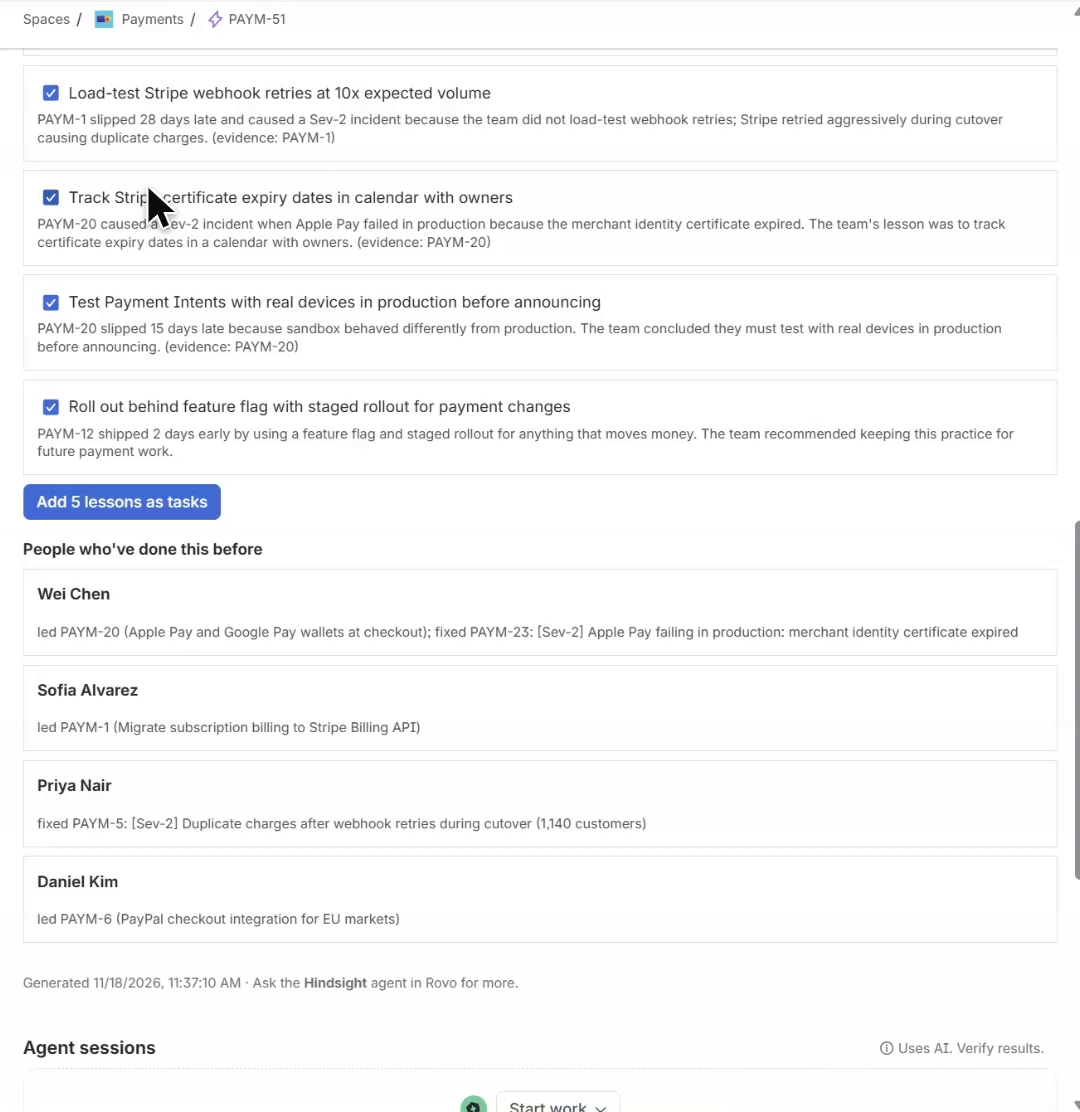 Spaces / Payments / PAYM-51
Load-test Stripe webhook retries at 10x expected volume
PAYM-1 slipped 28 days late and caused a Sev-2 incident because the team did not load-test webhook retries; Stripe retried aggressively during cutover
causing duplicate charges. (evidence: PAYM-1)
Track Strip certificate expiry dates in calendar with owners
PAYM-20 caused a Sev-2 incident when Apple Pay failed in production because the merchant identity certificate expired. The team's lesson was to track
certificate expiry dates in a calendar with owners. (evidence: PAYM-20)
Test Payment Intents with real devices in production before announcing
PAYM-20 slipped 15 days late because sandbox behaved differently from production. The team concluded they must test with real devices in production
before announcing. (evidence: PAYM-20)
Roll out behind feature flag with staged rollout for payment changes
PAYM-12 shipped 2 days early by using a feature flag and staged rollout for anything that moves money. The team recommended keeping this practice for
future payment work.
Add 5 lessons as tasks
People who've done this before
Wei Chen
led PAYM-20 (Apple Pay and Google Pay wallets at checkout); fixed PAYM-23: [Sev-2] Apple Pay failing in production: merchant identity certificate expired
Sofia Alvarez
led PAYM-1 (Migrate subscription billing to Stripe Billing API)
Priya Nair
fixed PAYM-5: [Sev-2] Duplicate charges after webhook retries during cutover (1,140 customers)
Daniel Kim
led PAYM-6 (PayPal checkout integration for EU markets)
Generated 11/18/2026, 11:37:10 AM · Ask the Hindsight agent in Rovo for more.
Agent sessions
Uses AI. Verify results.
Start work